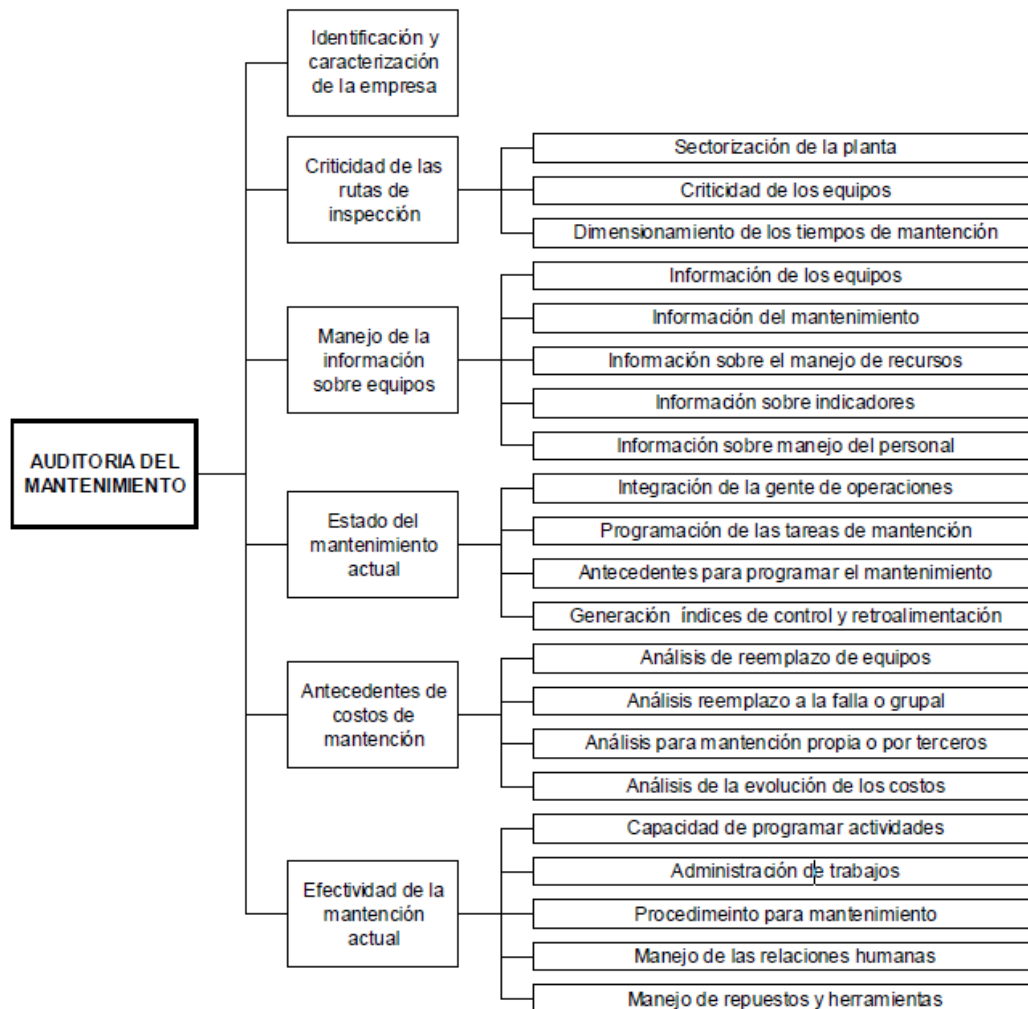 Identificación y
caracterización
de la empresa
Criticidad de las
rutas de
inspección
Sectorización de la planta
Criticidad de los equipos
Dimensionamiento de los tiempos de mantención
Manejo de la
información
sobre equipos
Información de los equipos
Información del mantenimiento
Información sobre el manejo de recursos
Información sobre indicadores
Información sobre manejo del personal
AUDITORIA DEL
MANTENIMIENTO
Estado del
mantenimiento
actual
Integración de la gente de operaciones
Programación de las tareas de mantención
Antecedentes para programar el mantenimiento
Generación índices de control y retroalimentación
Antecedentes de
costos de
mantención
Análisis de reemplazo de equipos
Análisis reemplazo a la falla o grupal
Análisis para mantención propia o por terceros
Análisis de la evolución de los costos
Efectividad de la
mantención
actual
Capacidad de programar actividades
Administración de trabajos
Procedimeinto para mantenimiento
Manejo de las relaciones humanas
Manejo de repuestos y herramientas